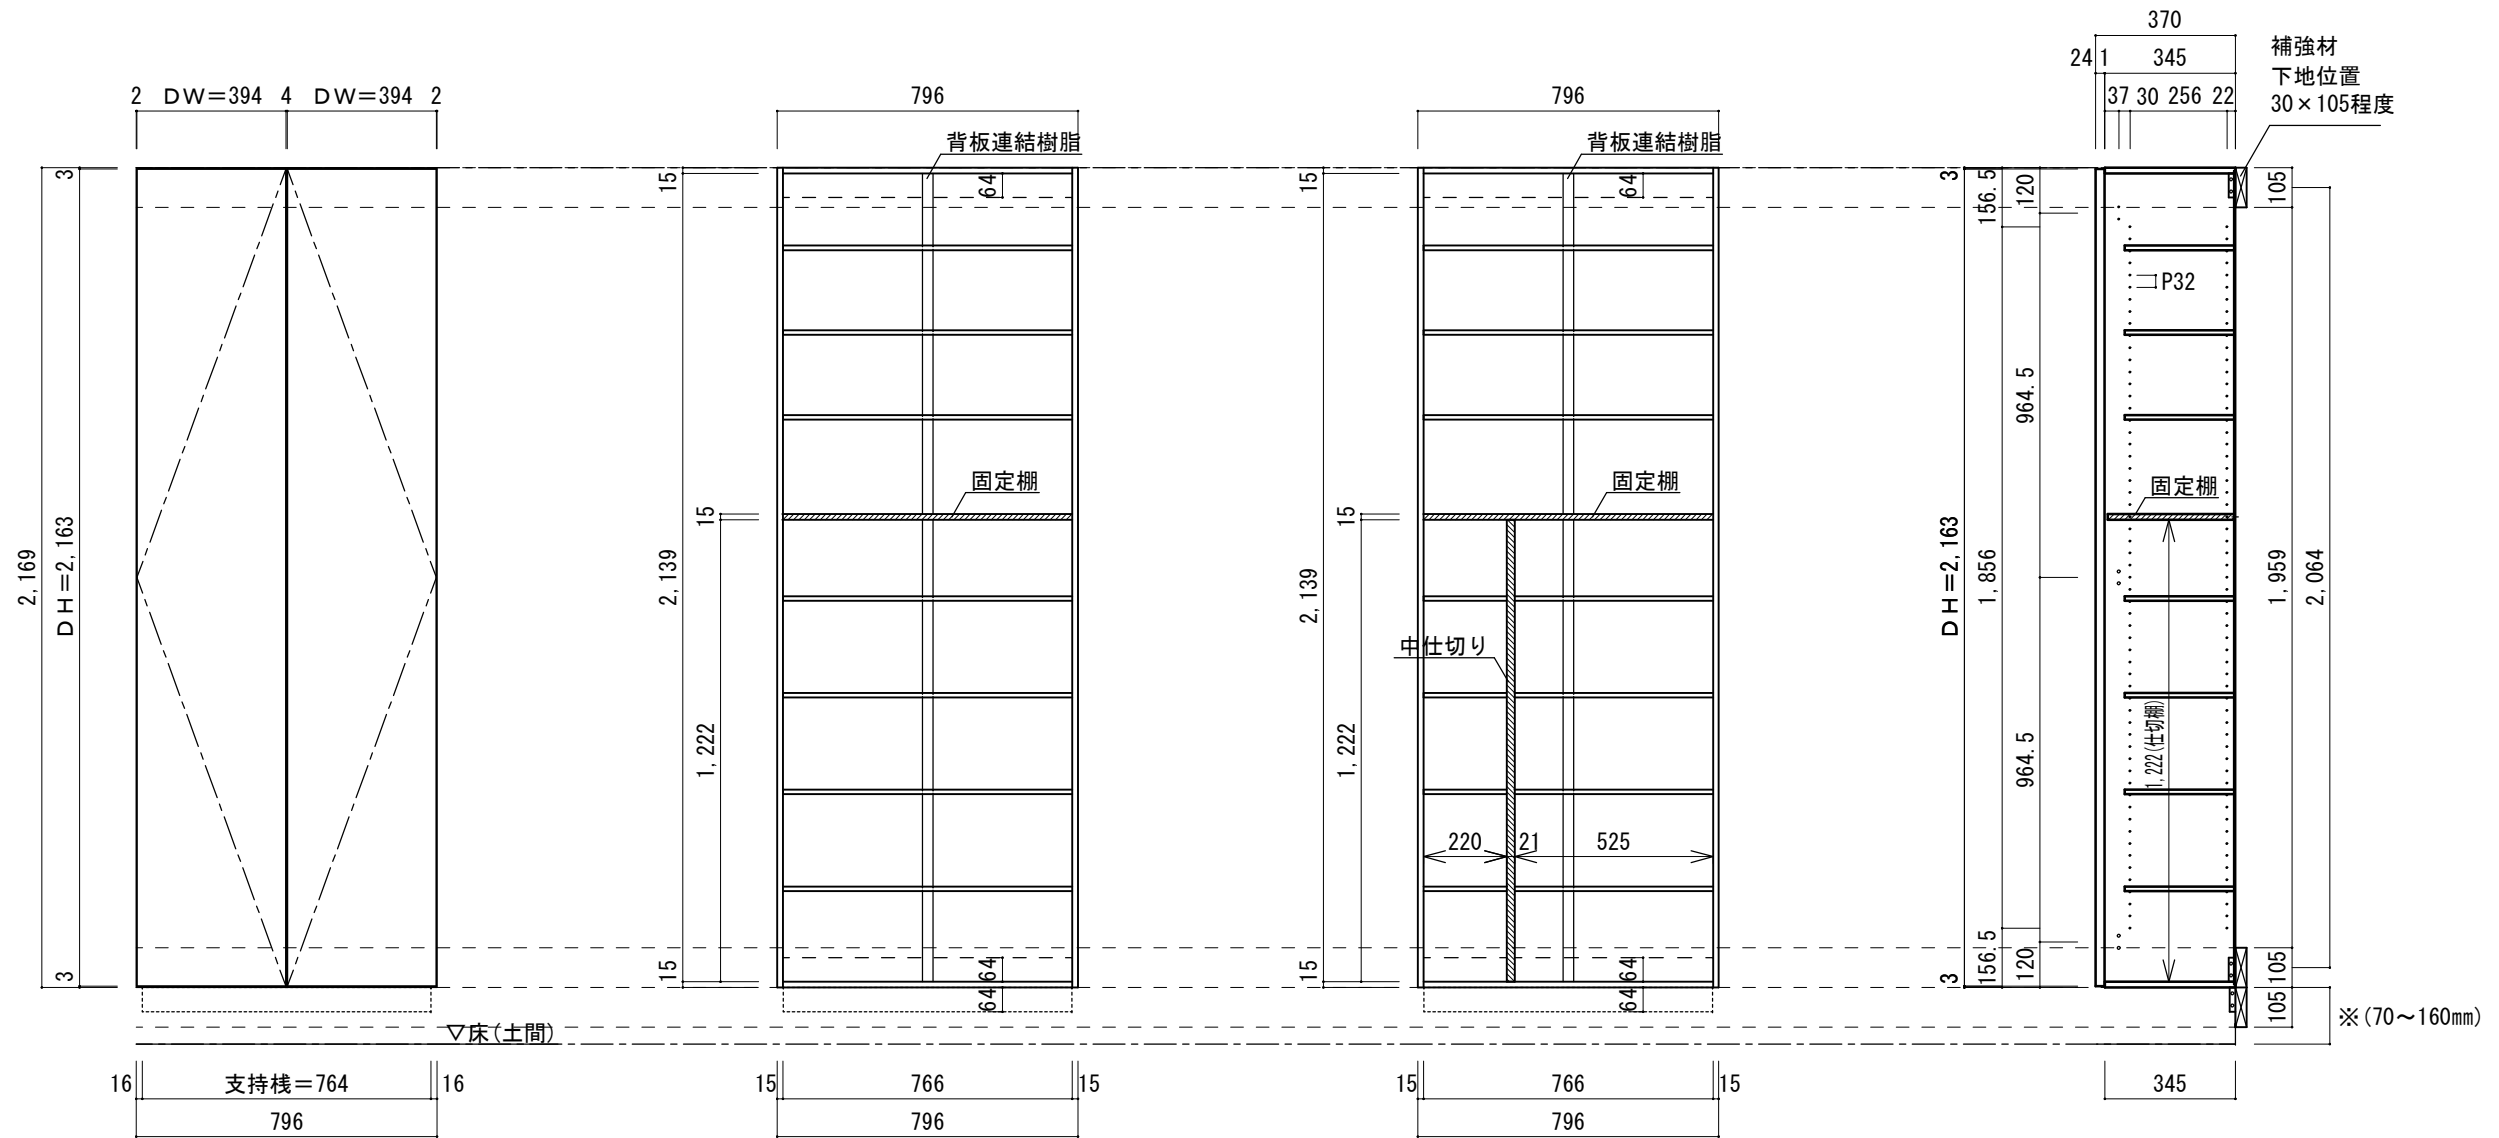 370
補強材
24 1 345
下地位置
2 DW=394 4 DW=394 2
796
796
37 30 256 22
30×105程度
背板連結樹脂
背板連結樹脂
3
15
64
15
64
3
156.5
120
105
P32
964.5
固定棚
固定棚
固定棚
15
15
2,169
DH=2,163
2,139
2,139
DH=2,163
1,856
1,959
2,064
中仕切り
1,222
1,222
1,222(仕切棚)
964.5
220 21 525
3
15
64
64
15
64
64
3
156.5
120
105
105
※(70~160mm)
▽床(土間)
16 支持桟=764 16
15 766 15
15 766 15
345
796
796
796